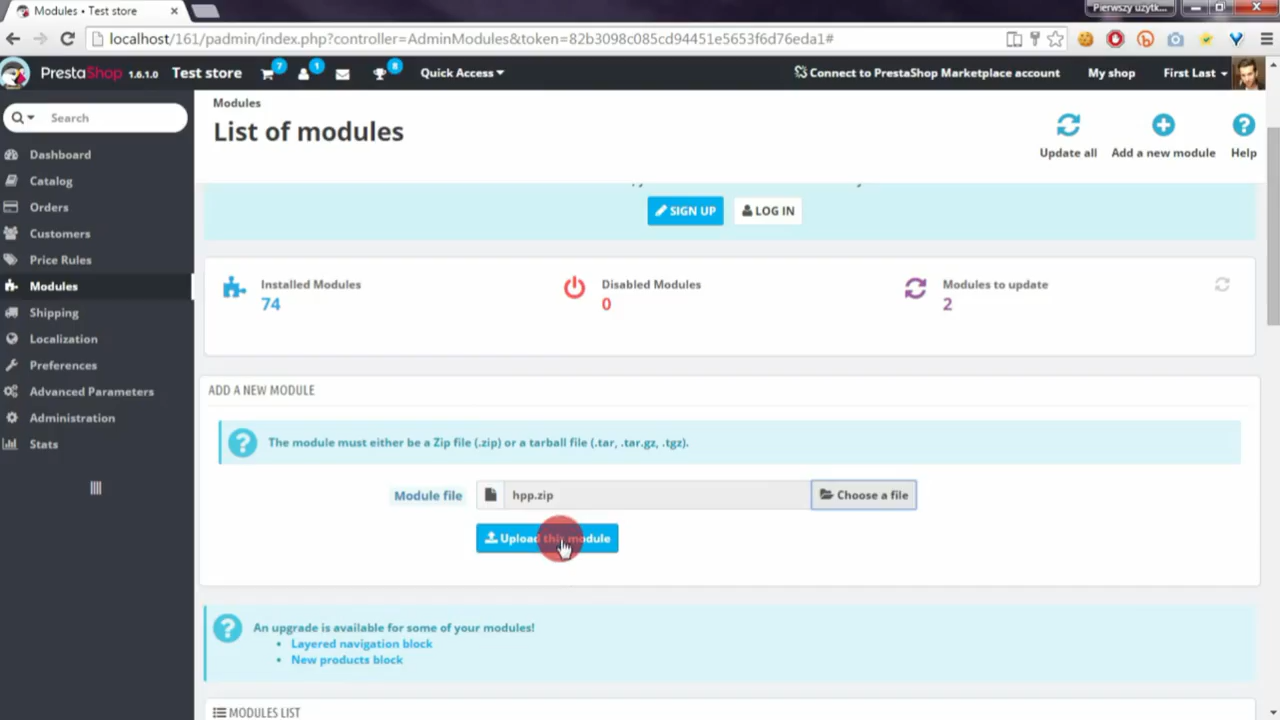 Modules • Test store
Pierwszy użytk...
localhost/161/padmin/index.php?controller=AdminModules&token=82b3098c085cd94451e5653f6d76eda1#
PrestaShop 1.6.1.0 Test store 7 1 8 Quick Access Connect to PrestaShop Marketplace account My shop First Last
Search
Dashboard
Catalog
Orders
Customers
Price Rules
Modules
Shipping
Localization
Preferences
Advanced Parameters
Administration
Stats
Modules
List of modules
Update all Add a new module Help
SIGN UP LOG IN
Installed Modules
74
Disabled Modules
0
Modules to update
2
ADD A NEW MODULE
The module must either be a Zip file (.zip) or a tarball file (.tar, .tar.gz, .tgz).
Module file hpp.zip Choose a file
Upload this module
An upgrade is available for some of your modules!
• Layered navigation block
• New products block
MODULES LIST